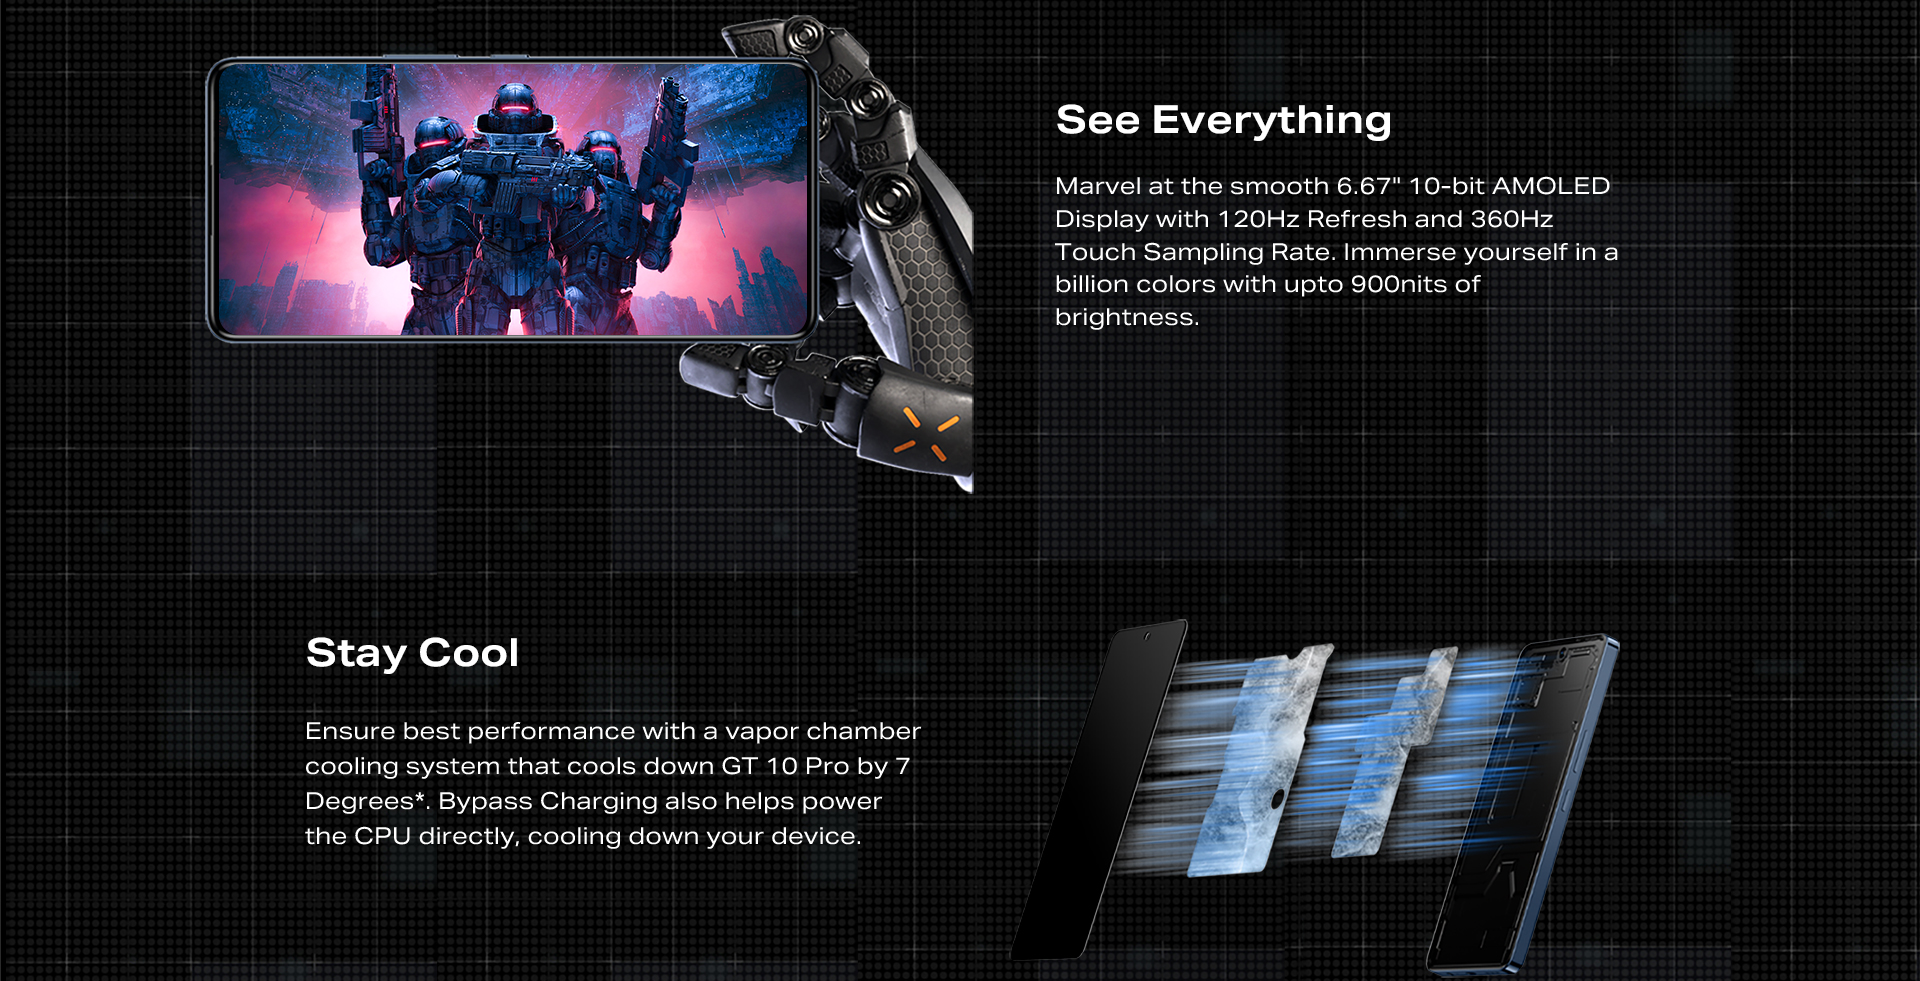 See Everything
Marvel at the smooth 6.67" 10-bit AMOLED
Display with 120Hz Refresh and 360Hz
Touch Sampling Rate. Immerse yourself in a
billion colors with upto 900nits of
brightness.
Stay Cool
Ensure best performance with a vapor chamber
cooling system that cools down GT 10 Pro by 7
Degrees*. Bypass Charging also helps power
the CPU directly, cooling down your device.